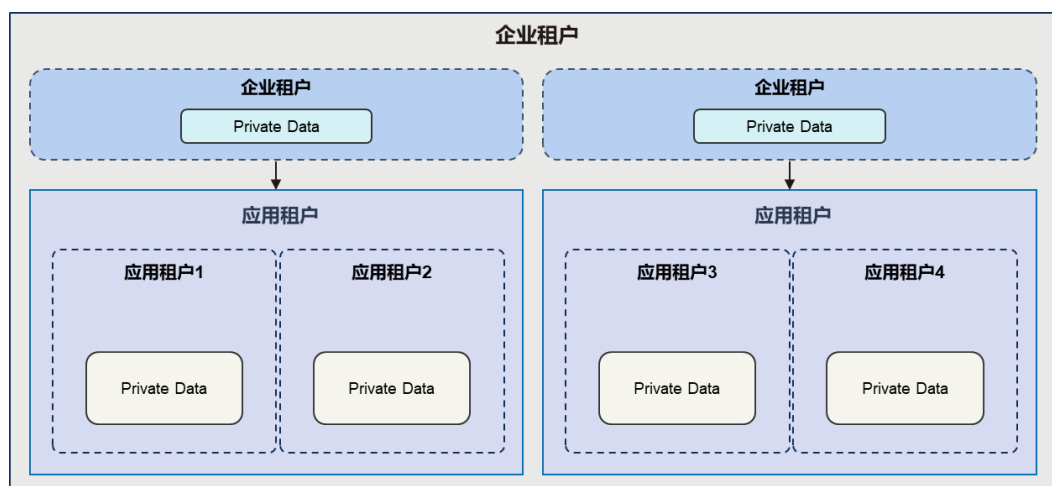 企业租户
企业租户
Private Data
企业租户
Private Data
应用租户
应用租户1
应用租户2
Private Data
Private Data
应用租户
应用租户3
应用租户4
Private Data
Private Data